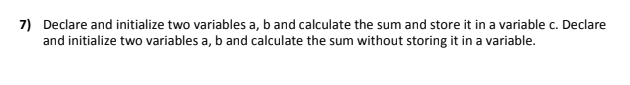 7) Declare and initialize two variables a, b and calculate the sum and store it in a variable c. Declare
and initialize two variables a, b and calculate the sum without storing it in a variable.